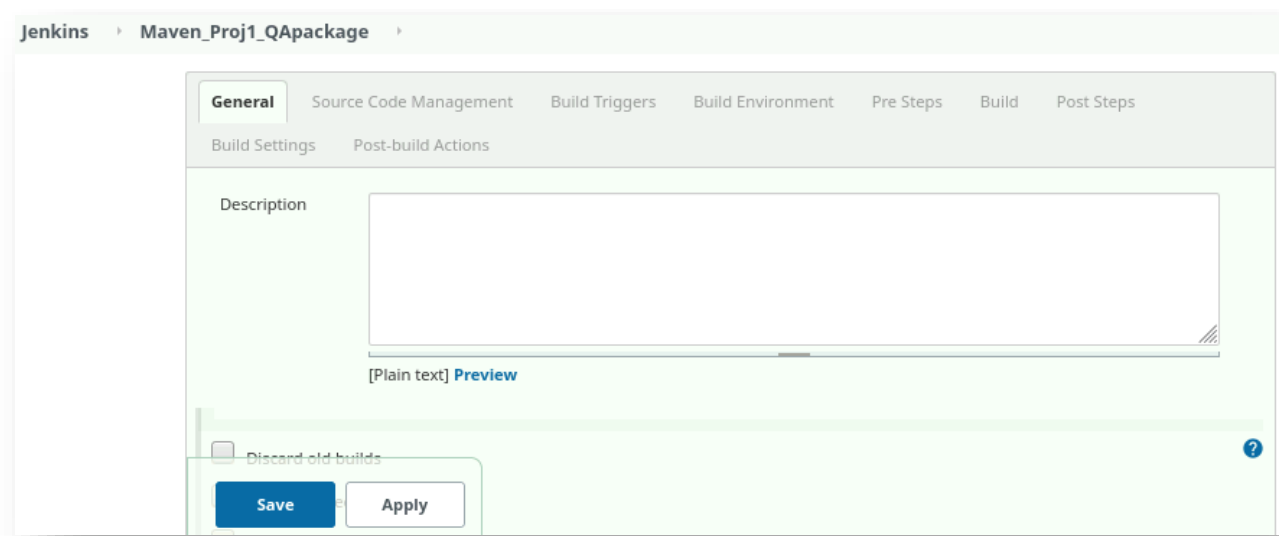 Jenkins Maven_Proj1_QApackage
General Source Code Management Build Triggers Build Environment Pre Steps Build Post Steps
Build Settings Post-build Actions
Description
[Plain text] Preview
Discard old builds
?
Save Apply